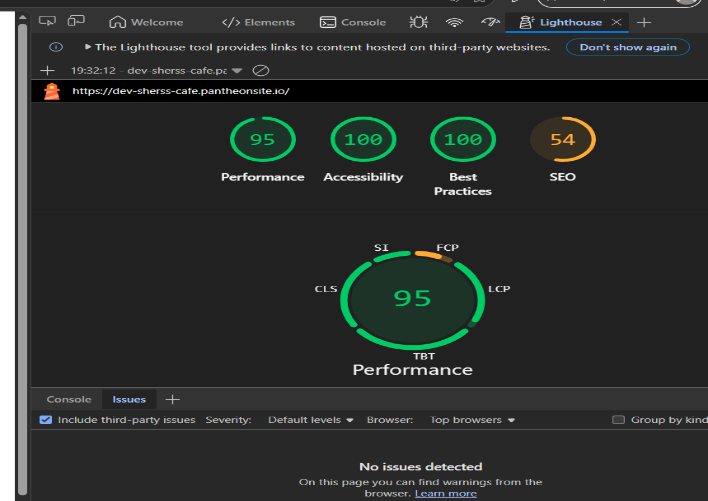 Welcome
</> Elements
Console
Lighthouse
The Lighthouse tool provides links to content hosted on third-party websites.
Don't show again
19:32:12 - dev-sherss-cafe.pa
https://dev-sherss-cafe.pantheonsite.io/
95
100
100
54
Performance
Accessibility
Best
Practices
SEO
SI
FCP
CLS
LCP
95
TBT
Performance
Console
Issues
Include third-party issues
Severity:
Default levels
Browser:
Top browsers
Group by kind
No issues detected
On this page you can find warnings from the
browser. Learn more